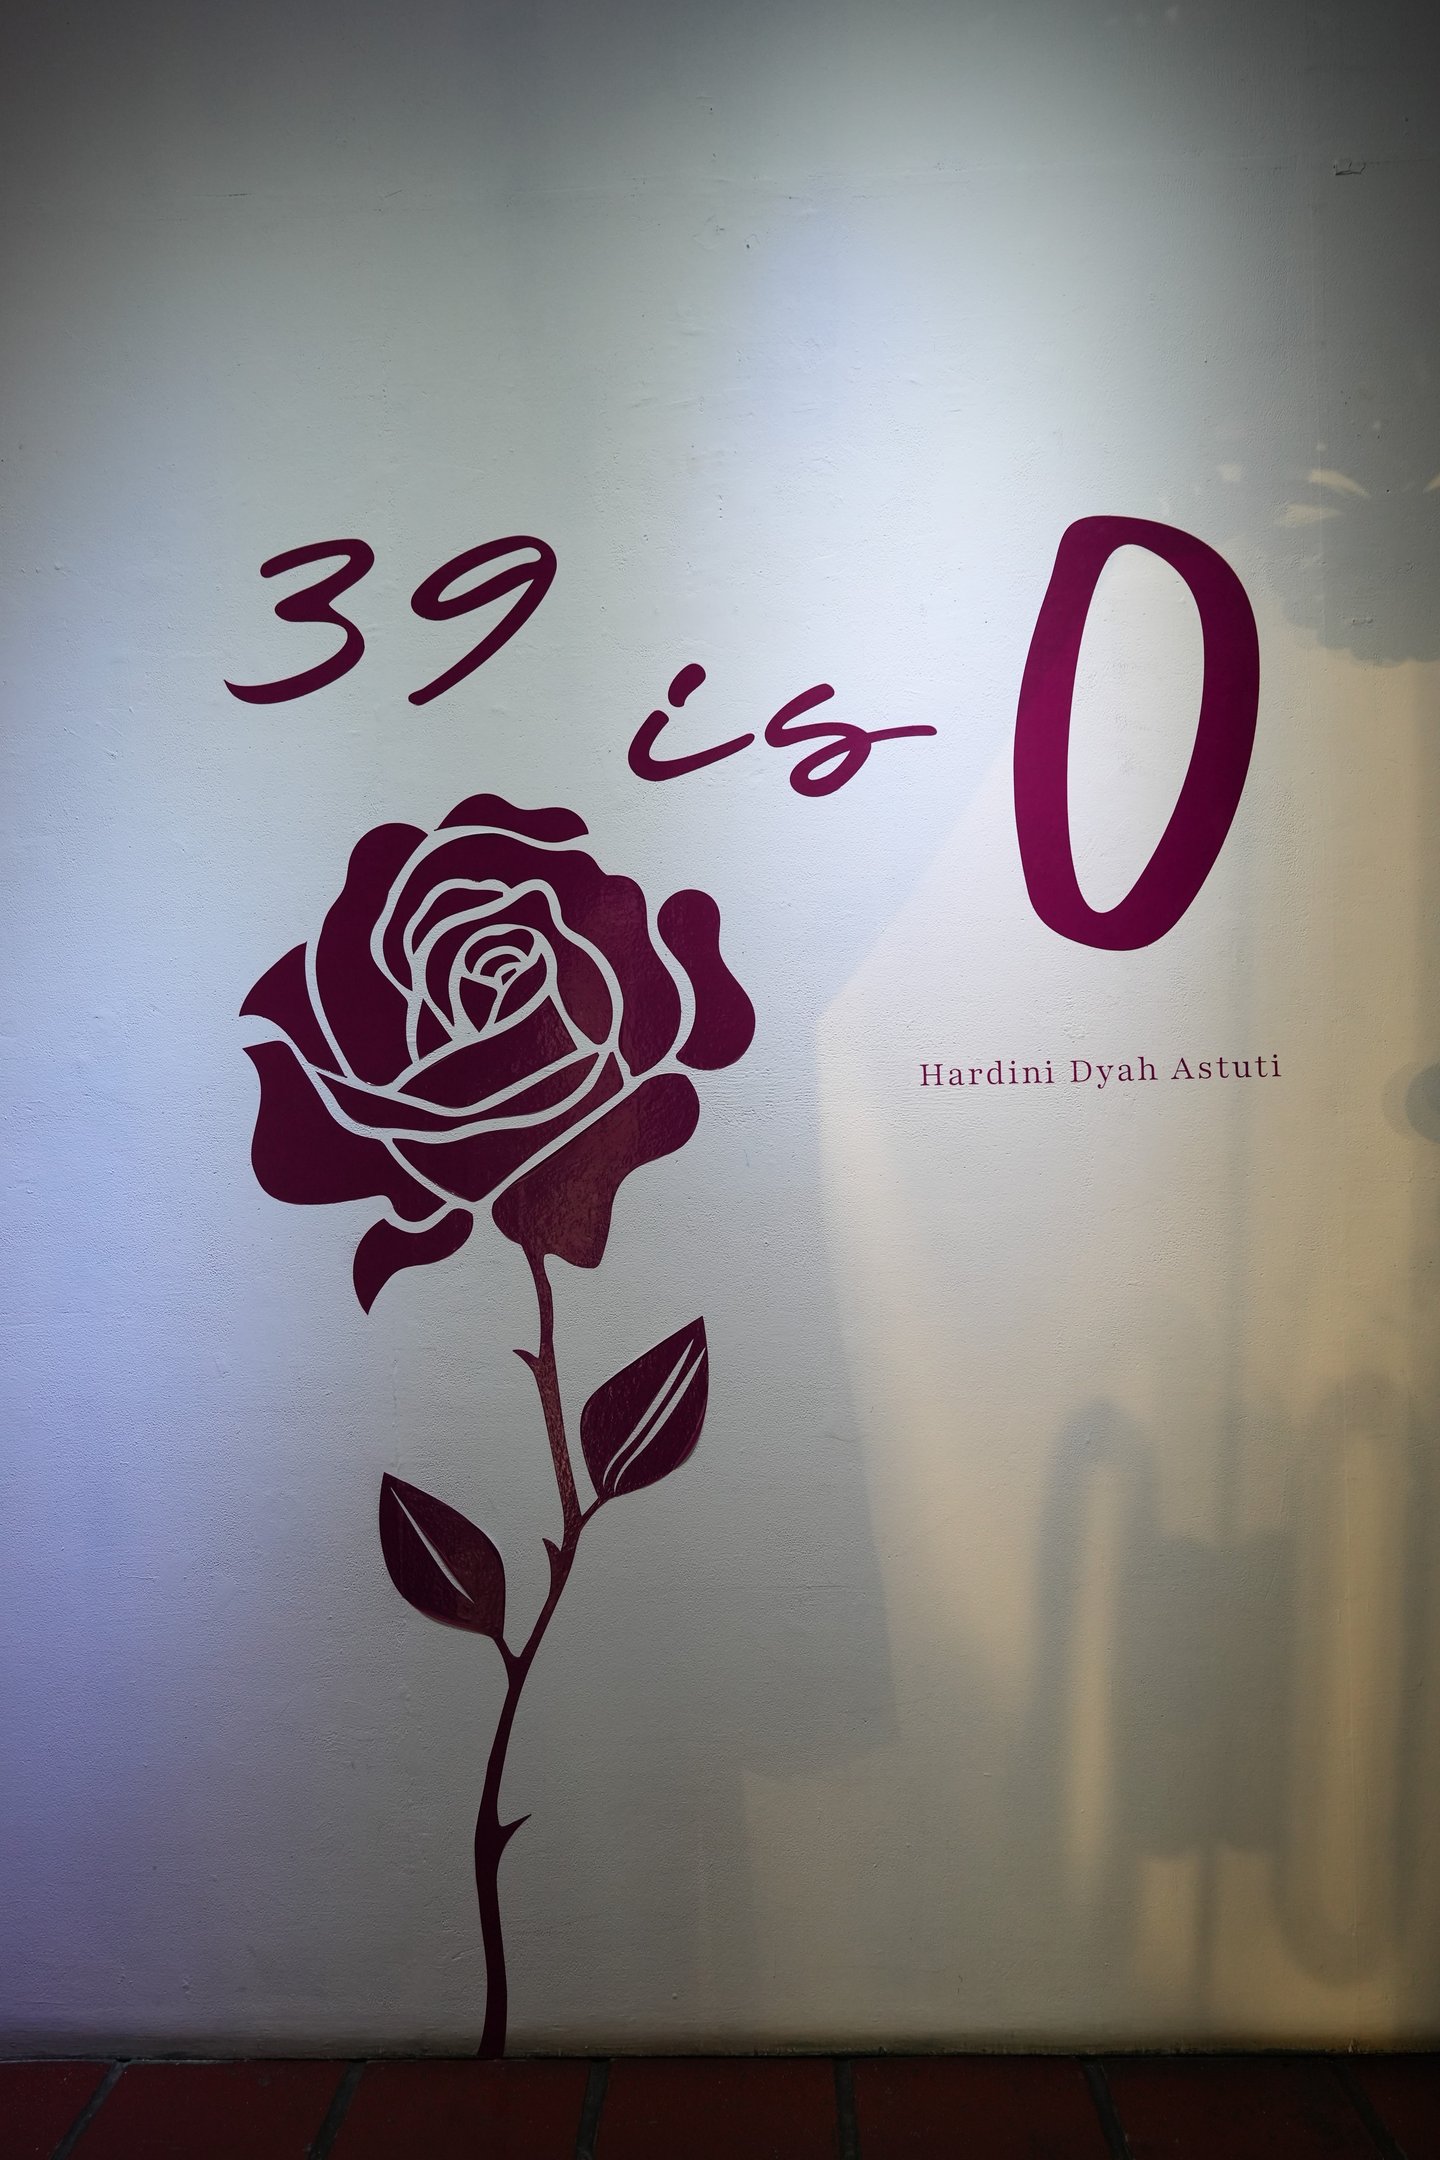 39 is 0
Hardini Dyah Astuti